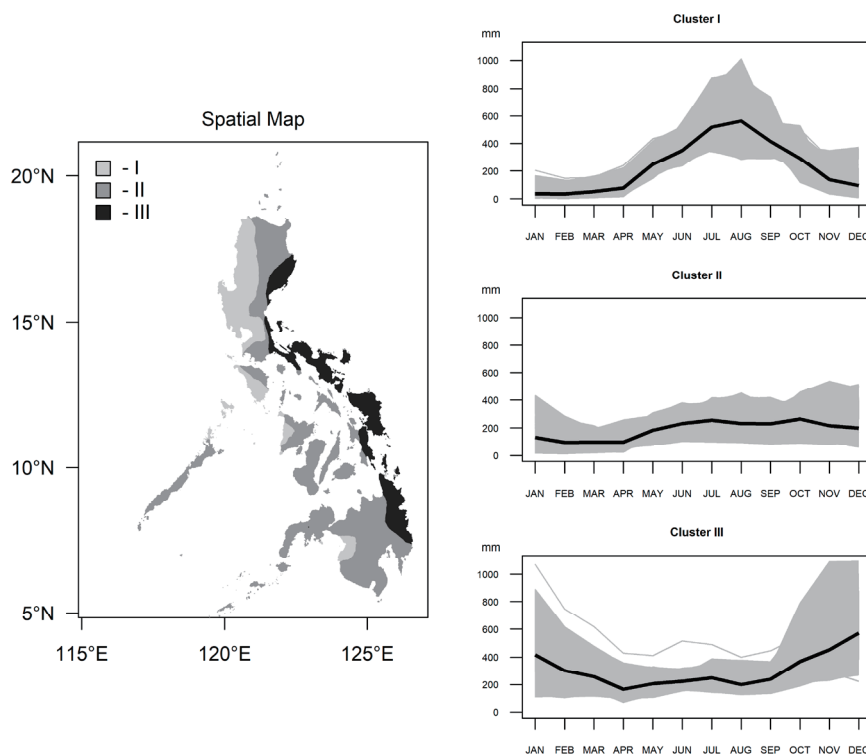 Spatial Map
- I
- II
- III
20°N
15°N
10°N
5°N
115°E 120°E 125°E
Cluster I
mm
1000
800
600
400
200
0
JAN FEB MAR APR MAY JUN JUL AUG SEP OCT NOV DEC
Cluster II
mm
1000
800
600
400
200
0
JAN FEB MAR APR MAY JUN JUL AUG SEP OCT NOV DEC
Cluster III
mm
1000
800
600
400
200
0
JAN FEB MAR APR MAY JUN JUL AUG SEP OCT NOV DEC